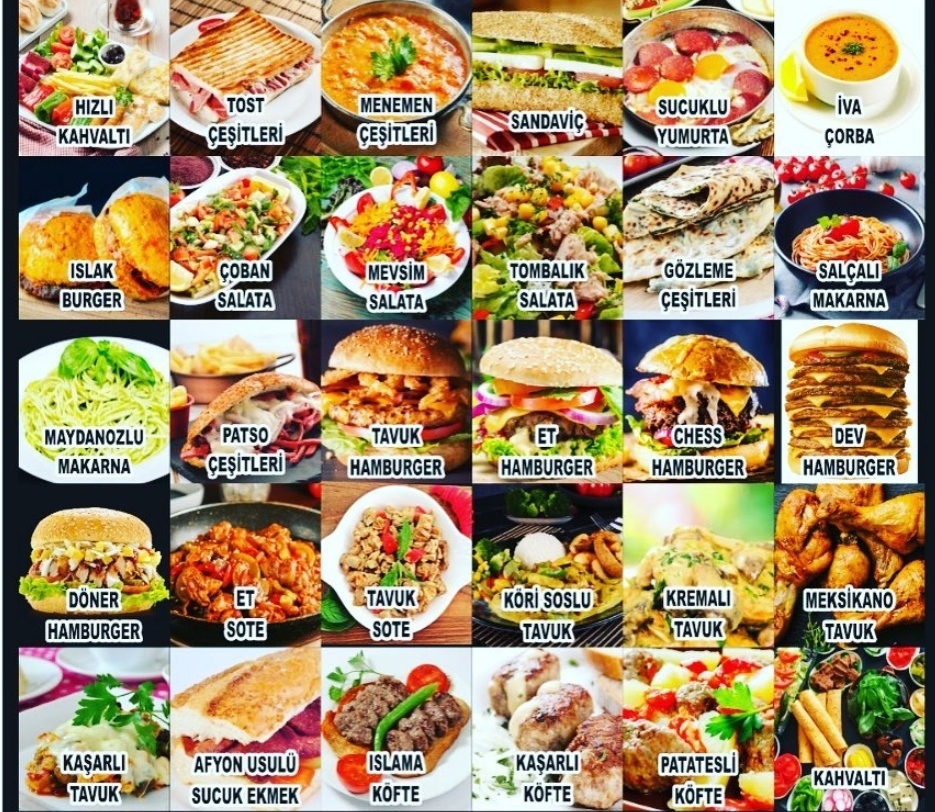 HIZLI
KAHVALTI
TOST
ÇEŞİTLERİ
MENEMEN
ÇEŞİTLERİ
SANDAVİÇ
SUCUKLU
YUMURTA
İVA
ÇORBA
ISLAK
BURGER
ÇOBAN
SALATA
MEVSİM
SALATA
TOMBALIK
SALATA
GÖZLEME
ÇEŞİTLERİ
SALÇALI
MAKARNA
MAYDANOZLU
MAKARNA
PATSO
ÇEŞİTLERİ
TAVUK
HAMBURGER
ET
HAMBURGER
CHESS
HAMBURGER
DEV
HAMBURGER
DÖNER
HAMBURGER
ET
SOTE
TAVUK
SOTE
KÖRİ SOSLU
TAVUK
KREMALI
TAVUK
MEKSİKANO
TAVUK
KAŞARLI
TAVUK
AFYON USULÜ
SUCUK EKMEK
ISLAMA
KÖFTE
KAŞARLI
KÖFTE
PATATESLİ
KÖFTE
KAHVALTI